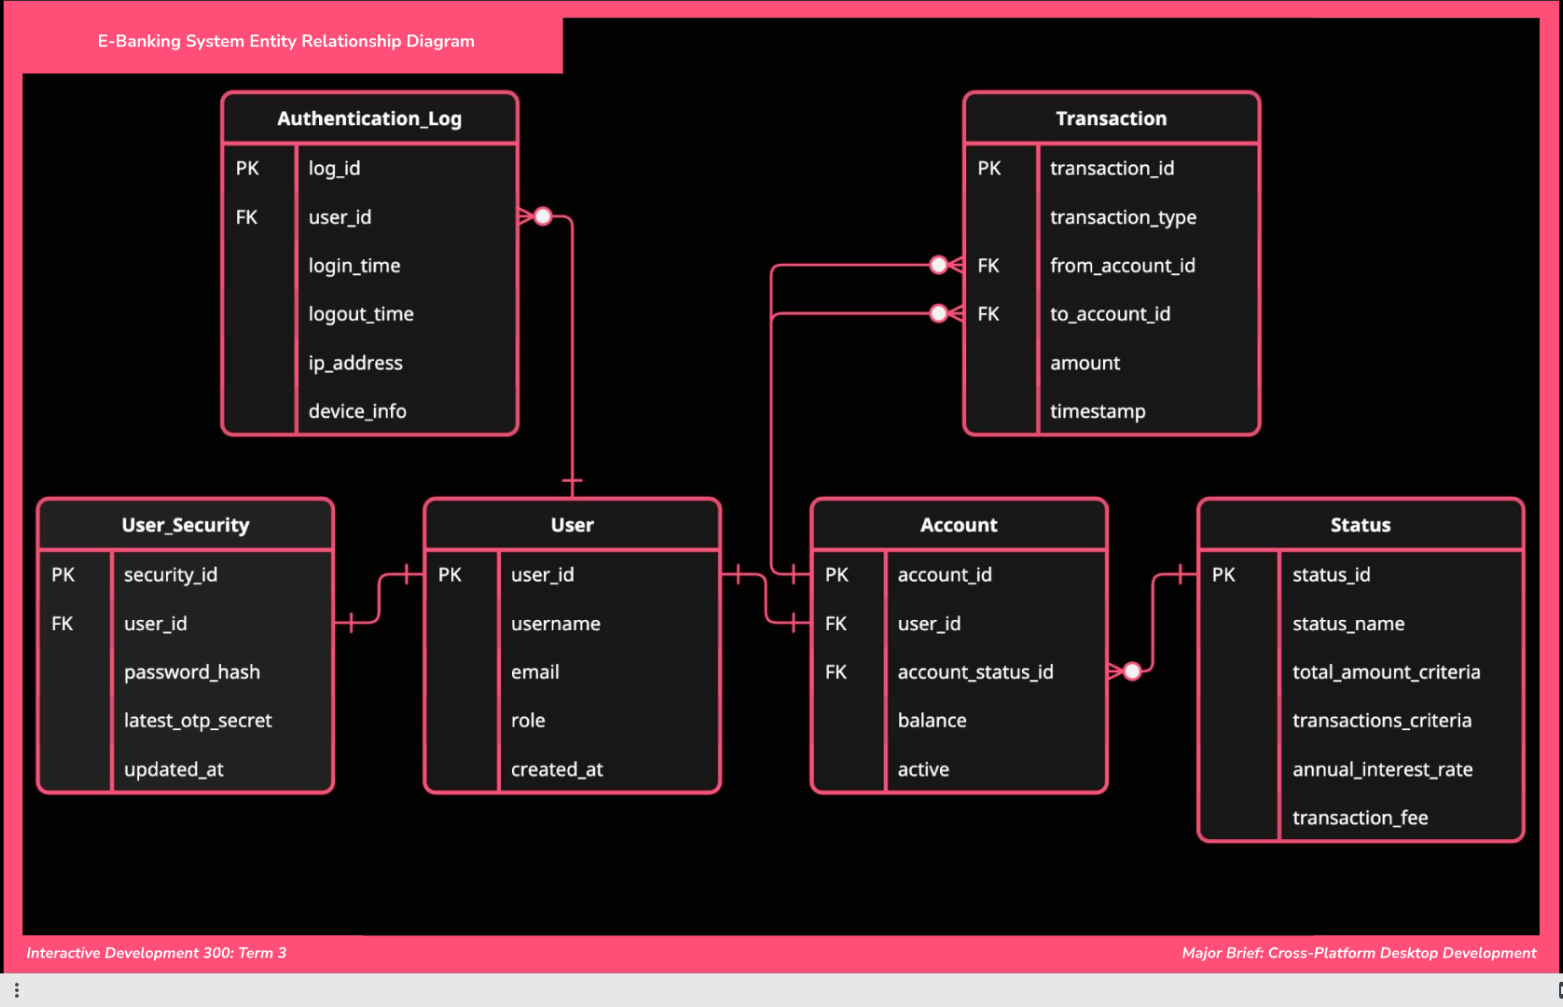 E-Banking System Entity Relationship Diagram
Authentication_Log
PK log_id
FK user_id
login_time
logout_time
ip_address
device_info
Transaction
PK transaction_id
transaction_type
FK from_account_id
FK to_account_id
amount
timestamp
User_Security
PK security_id
FK user_id
password_hash
latest_otp_secret
updated_at
User
PK user_id
username
email
role
created_at
Account
PK account_id
FK user_id
FK account_status_id
balance
active
Status
PK status_id
status_name
total_amount_criteria
transactions_criteria
annual_interest_rate
transaction_fee
Interactive Development 300: Term 3
Major Brief: Cross-Platform Desktop Development